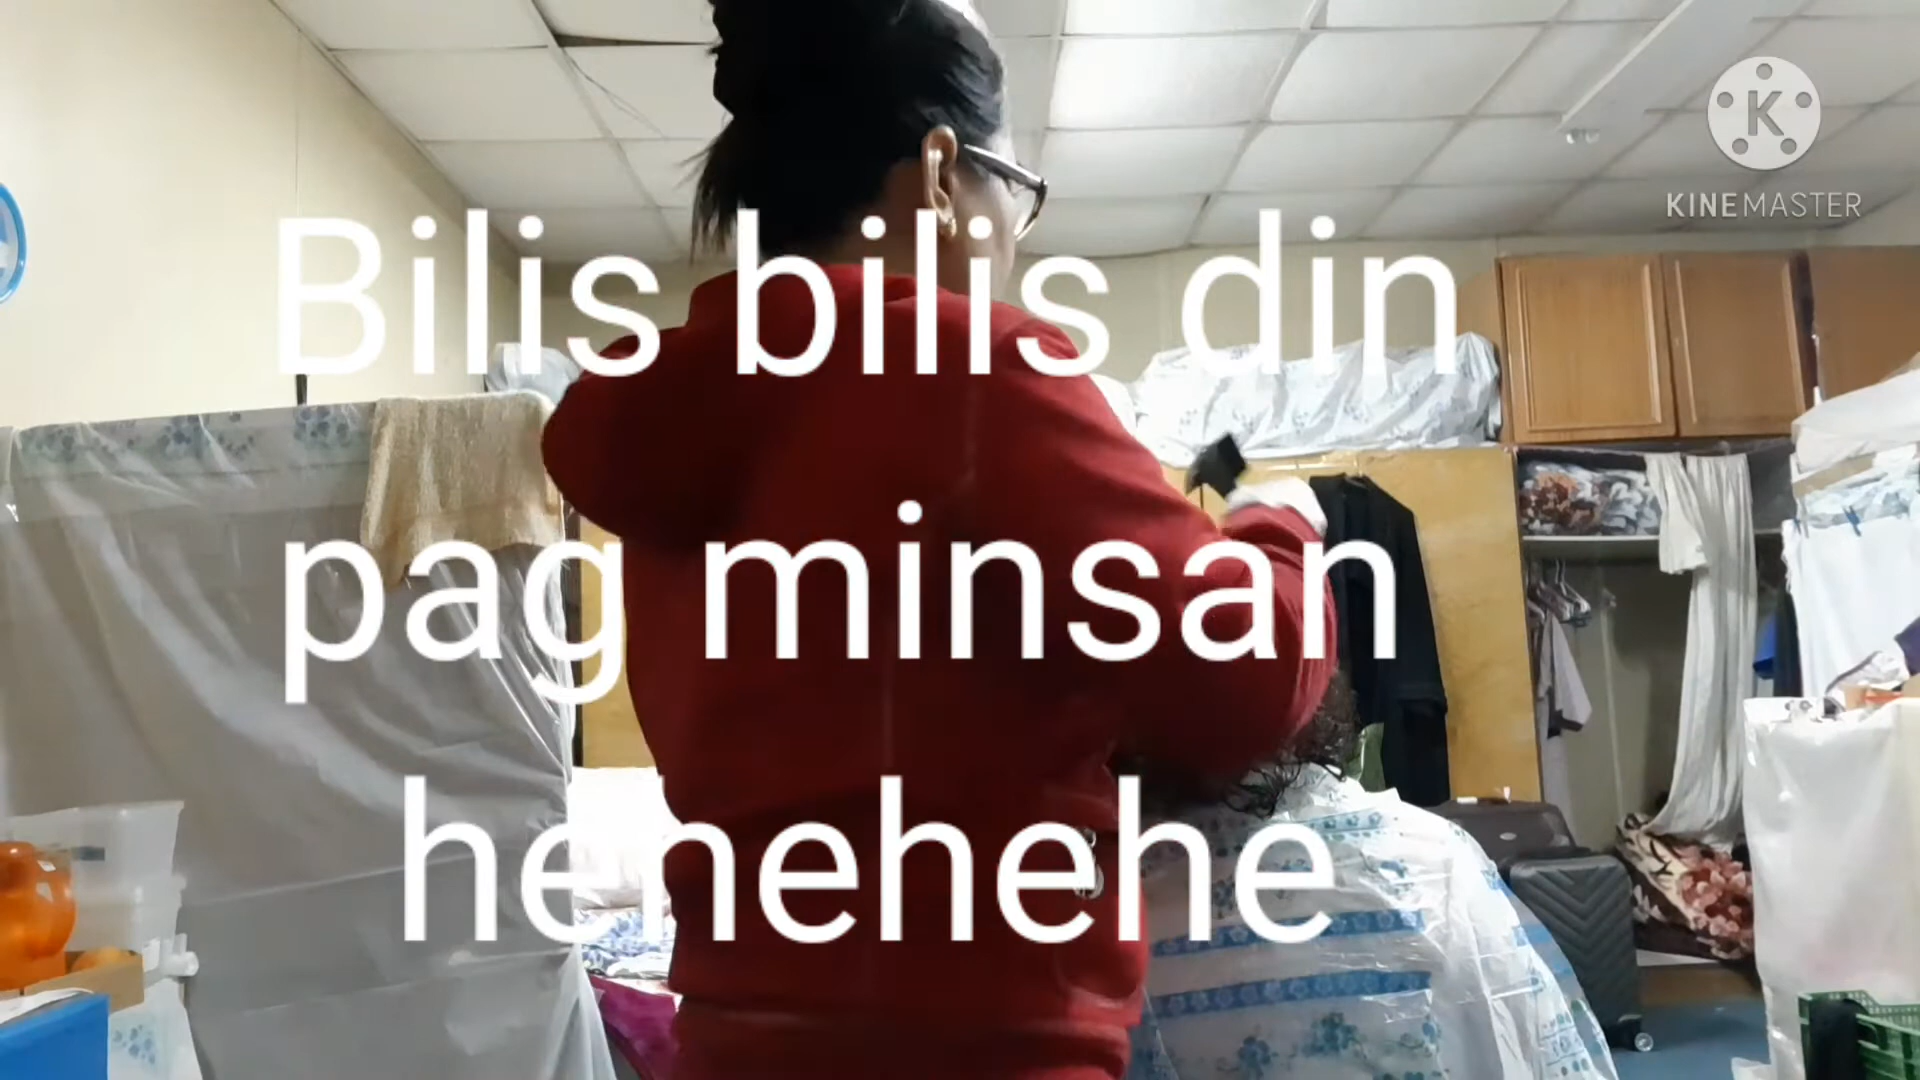 K
KINEMASTER
Bilis bilis din
pag minsan
hehehehe